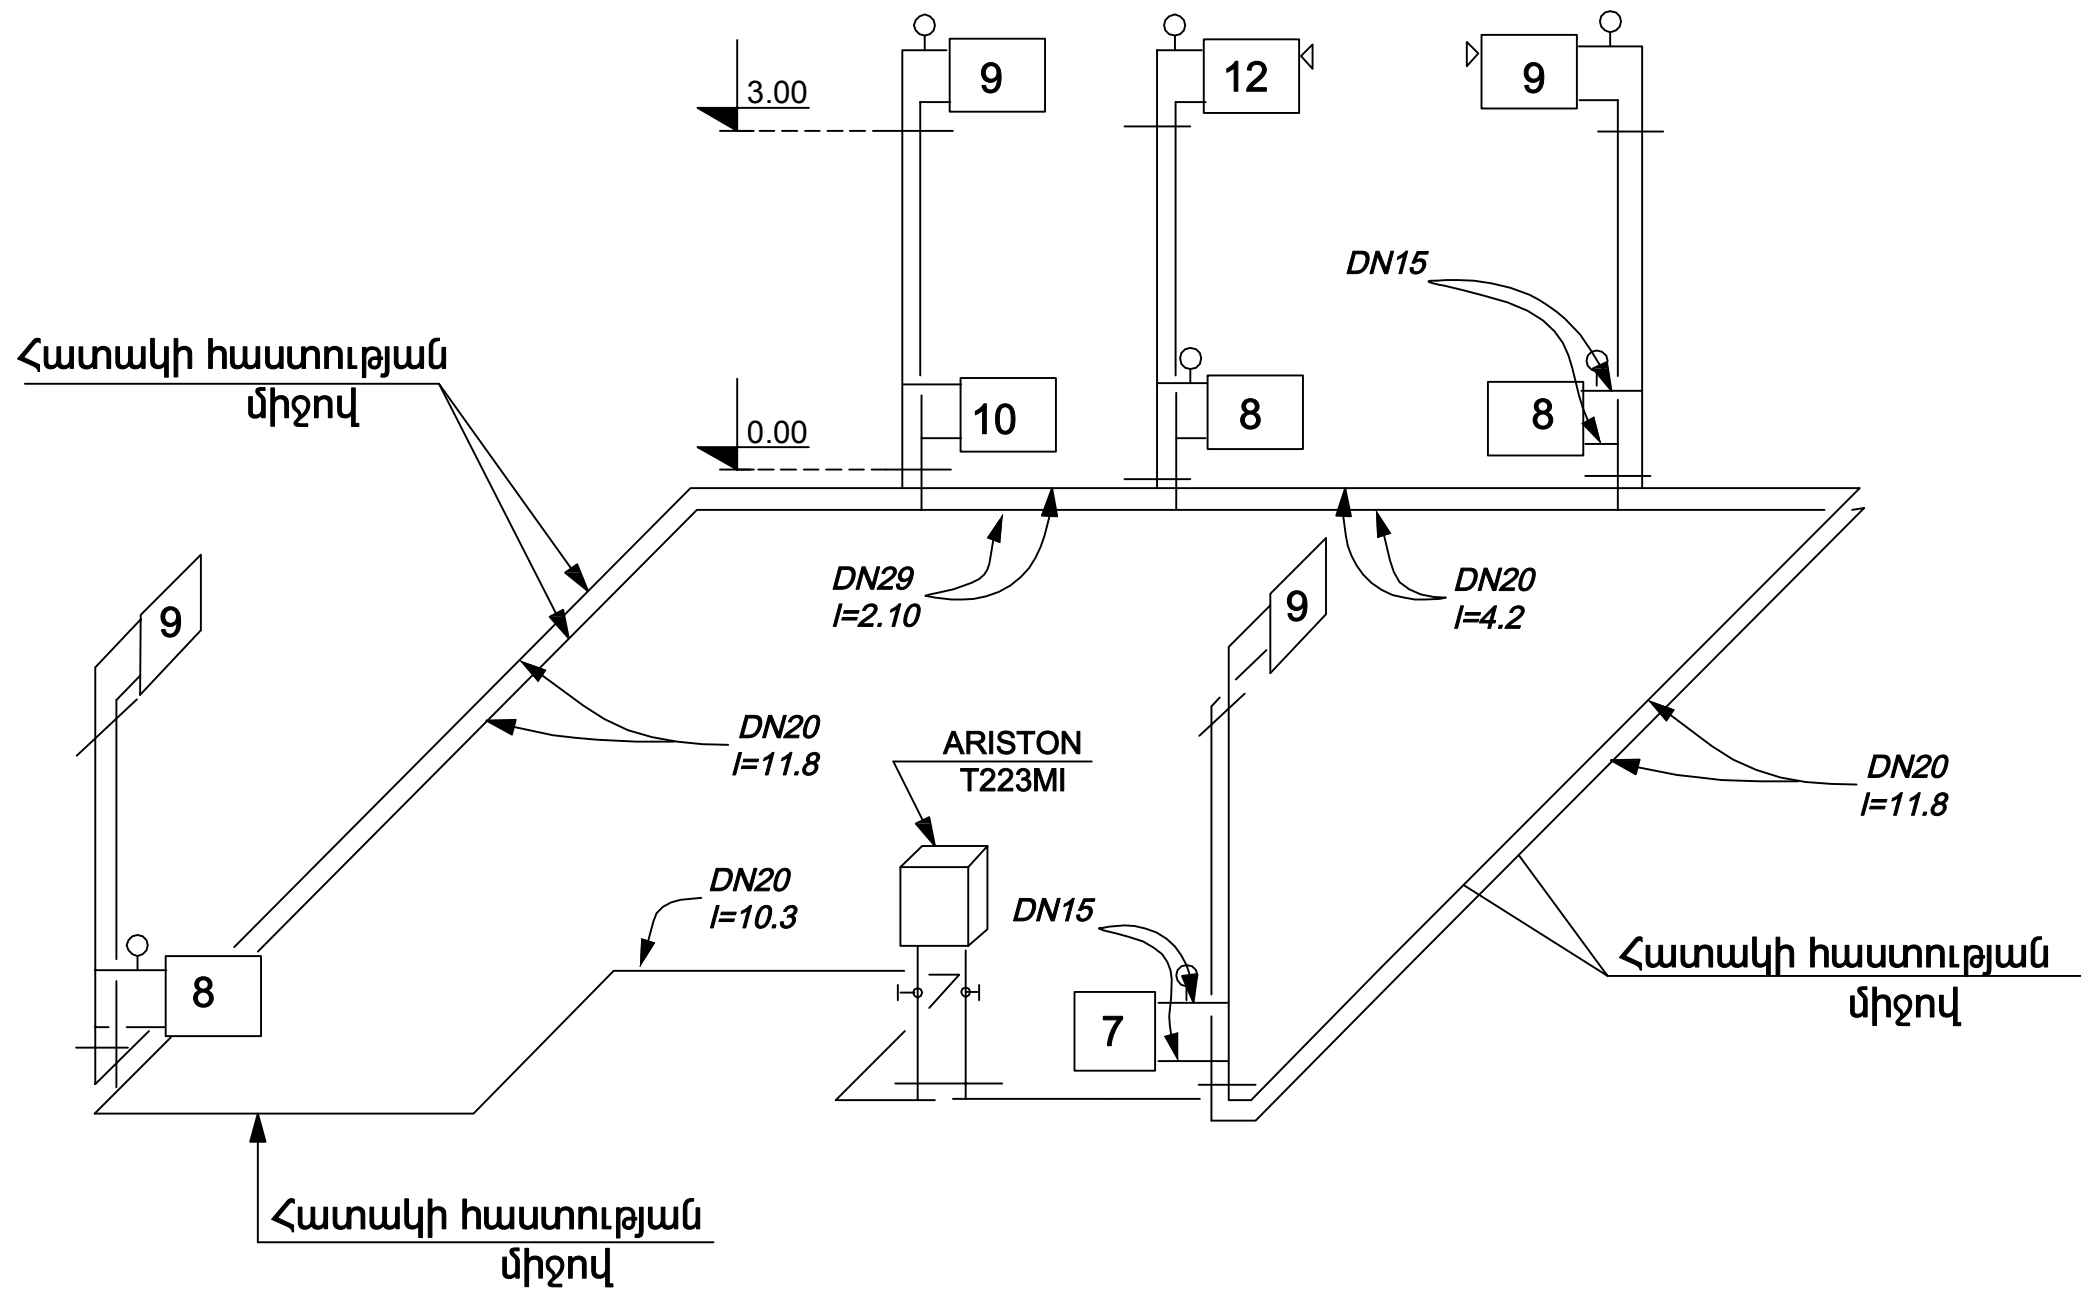 9
12
9
3.00
DN15
Հատակի հաստության
միջով
10
8
8
0.00
DN29
l=2.10
DN20
l=4.2
9
9
DN20
l=11.8
ARISTON
T223MI
DN20
l=11.8
DN20
l=10.3
DN15
Հատակի հաստության
միջով
8
7
Հատակի հաստության
միջով